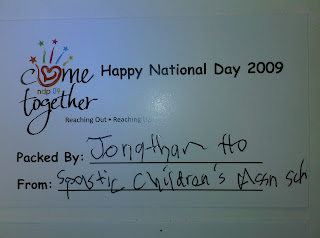 come
ndp 09
together
Happy National Day 2009
Reaching Out • Reaching Up
Packed By: Jonathan Ho
From: Spastic Children's Assn sch